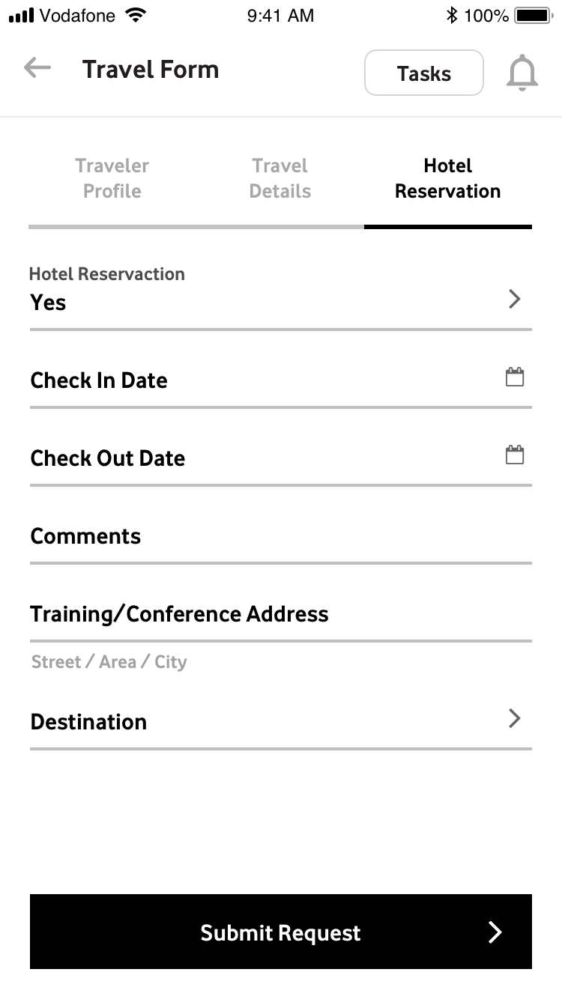 Vodafone 9:41 AM 100%
Travel Form Tasks
Traveler Profile
Travel Details
Hotel Reservation
Hotel Reservaction
Yes
Check In Date
Check Out Date
Comments
Training/Conference Address
Street / Area / City
Destination
Submit Request